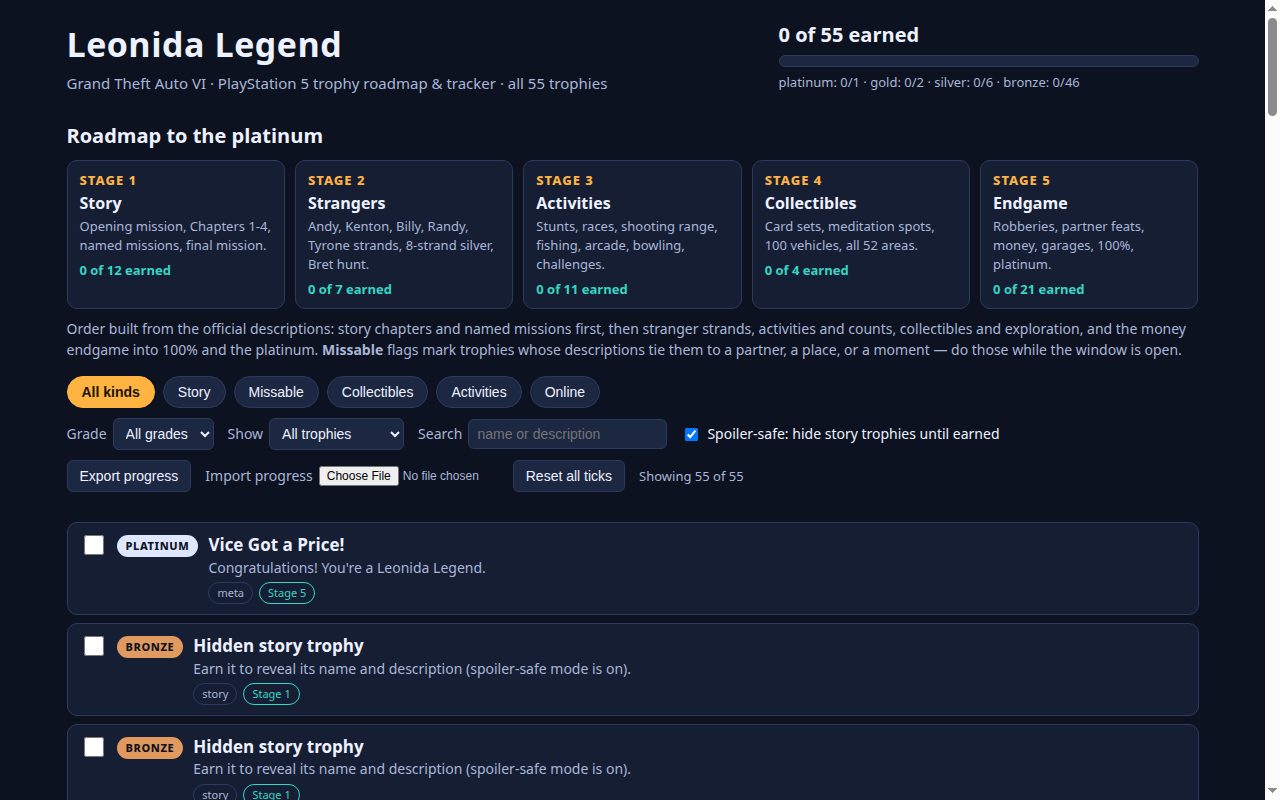 Leonida Legend
Grand Theft Auto VI · PlayStation 5 trophy roadmap & tracker · all 55 trophies
0 of 55 earned
platinum: 0/1 · gold: 0/2 · silver: 0/6 · bronze: 0/46
Roadmap to the platinum
STAGE 1
Story
Opening mission, Chapters 1-4,
named missions, final mission.
0 of 12 earned
STAGE 2
Strangers
Andy, Kenton, Billy, Randy,
Tyrone strands, 8-strand silver,
Bret hunt.
0 of 7 earned
STAGE 3
Activities
Stunts, races, shooting range,
fishing, arcade, bowling,
challenges.
0 of 11 earned
STAGE 4
Collectibles
Card sets, meditation spots,
100 vehicles, all 52 areas.
0 of 4 earned
STAGE 5
Endgame
Robberies, partner feats,
money, garages, 100%,
platinum.
0 of 21 earned
Order built from the official descriptions: story chapters and named missions first, then stranger strands, activities and counts, collectibles and exploration, and the money
endgame into 100% and the platinum. Missable flags mark trophies whose descriptions tie them to a partner, a place, or a moment — do those while the window is open.
All kinds
Story
Missable
Collectibles
Activities
Online
Grade
All grades
Show
All trophies
Search
name or description
Spoiler-safe: hide story trophies until earned
Export progress
Import progress
Choose File
No file chosen
Reset all ticks
Showing 55 of 55
PLATINUM
Vice Got a Price!
Congratulations! You're a Leonida Legend.
meta
Stage 5
BRONZE
Hidden story trophy
Earn it to reveal its name and description (spoiler-safe mode is on).
story
Stage 1
BRONZE
Hidden story trophy
Earn it to reveal its name and description (spoiler-safe mode is on).
story
Stage 1